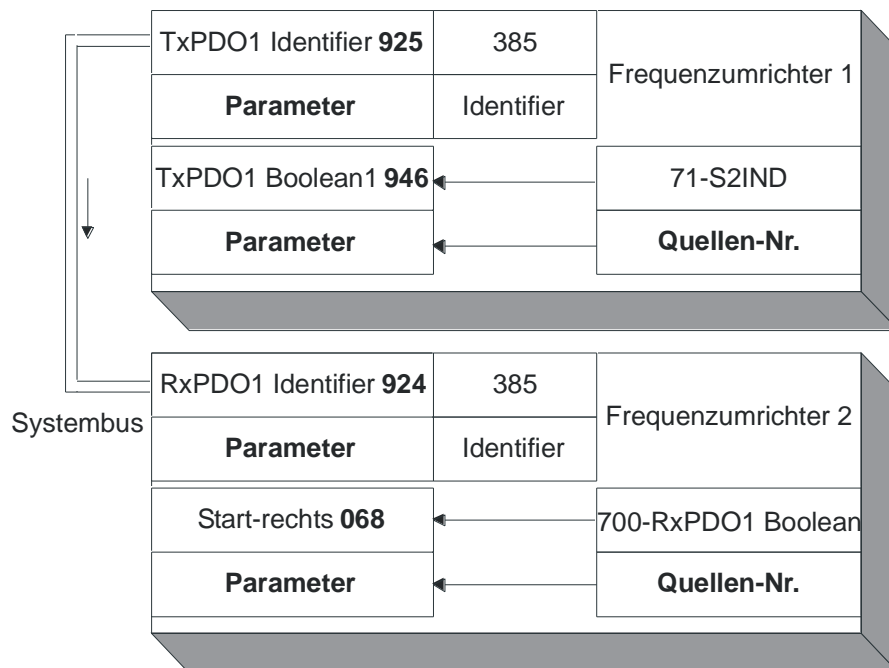 TxPDO1 Identifier 925 385 Frequenzumrichter 1
Parameter Identifier
TxPDO1 Boolean1 946 71-S2IND
Parameter Quellen-Nr.
RxPDO1 Identifier 924 385 Frequenzumrichter 2
Systembus
Parameter Identifier
Start-rechts 068 700-RxPDO1 Boolean
Parameter Quellen-Nr.